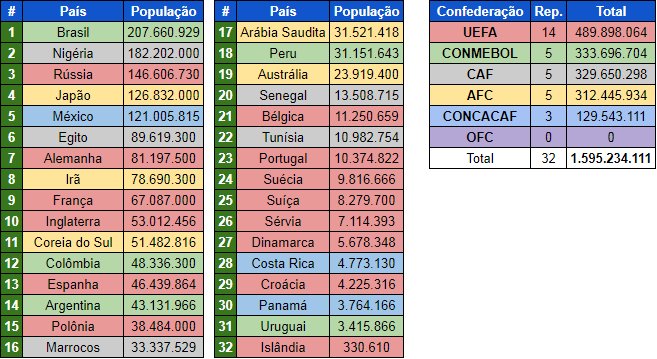 # País População
1 Brasil 207.660.929
2 Nigéria 182.202.000
3 Rússia 146.606.730
4 Japão 126.832.000
5 México 121.005.815
6 Egito 89.619.300
7 Alemanha 81.197.500
8 Irã 78.690.300
9 França 67.087.000
10 Inglaterra 53.012.456
11 Coreia do Sul 51.482.816
12 Colômbia 48.336.300
13 Espanha 46.439.864
14 Argentina 43.131.966
15 Polônia 38.484.000
16 Marrocos 33.337.529
# País População
17 Arábia Saudita 31.521.418
18 Peru 31.151.643
19 Austrália 23.919.400
20 Senegal 13.508.715
21 Bélgica 11.250.659
22 Tunísia 10.982.754
23 Portugal 10.374.822
24 Suécia 9.816.666
25 Suíça 8.279.700
26 Sérvia 7.114.393
27 Dinamarca 5.678.348
28 Costa Rica 4.773.130
29 Croácia 4.225.316
30 Panamá 3.764.166
31 Uruguai 3.415.866
32 Islândia 330.610
Confederação Rep. Total
UEFA 14 489.898.064
CONMEBOL 5 333.696.704
CAF 5 329.650.298
AFC 5 312.445.934
CONCACAF 3 129.543.111
OFC 0 0
Total 32 1.595.234.111